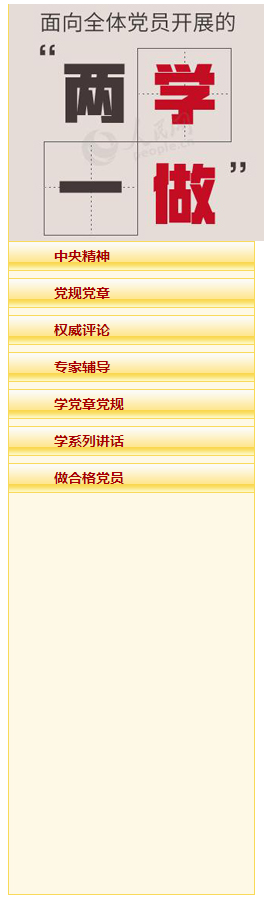 面向全体党员开展的
“两学
一做”
人民网
people.cn
中央精神
党规党章
权威评论
专家辅导
学党章党规
学系列讲话
做合格党员